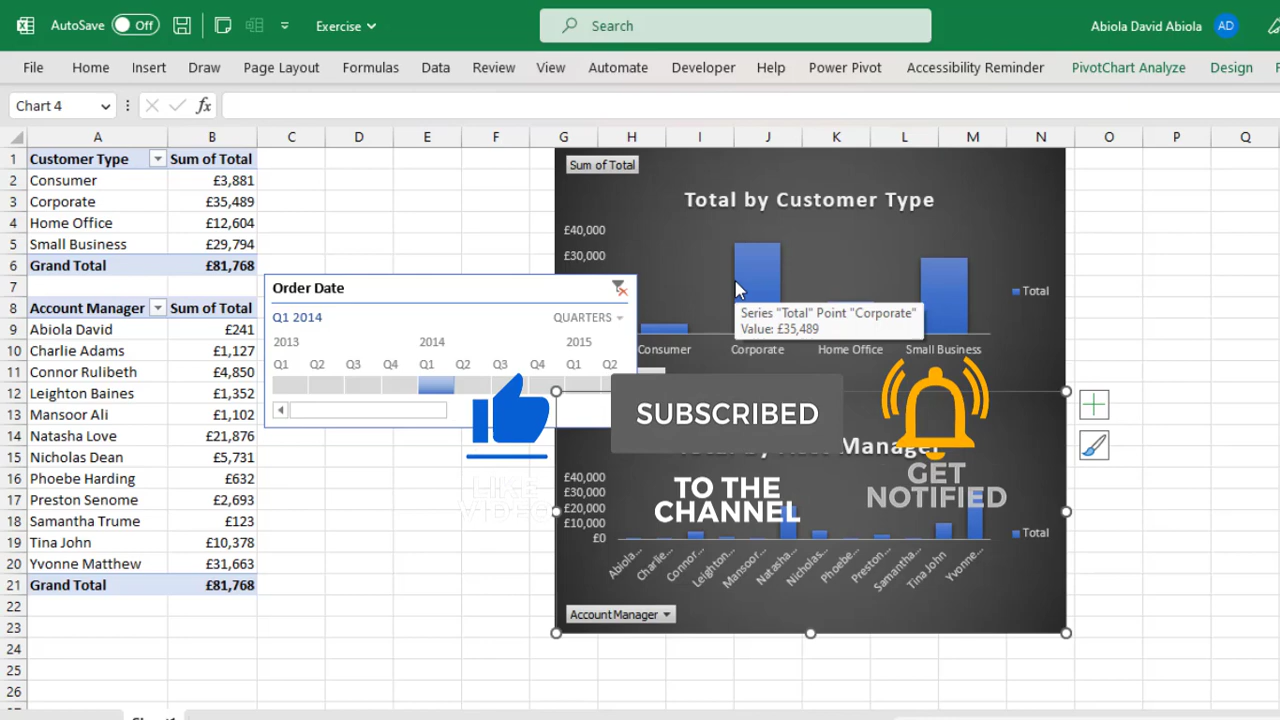 AutoSave Off Exercise Search Abiola David Abiola AD
File Home Insert Draw Page Layout Formulas Data Review View Automate Developer Help Power Pivot Accessibility Reminder PivotChart Analyze Design
Chart 4 fx
A B C D E F G H I J K L M N O P Q
1 Customer Type Sum of Total
2 Consumer £3,881
3 Corporate £35,489
4 Home Office £12,604
5 Small Business £29,794
6 Grand Total £81,768
7
8 Account Manager Sum of Total
9 Abiola David £241
10 Charlie Adams £1,127
11 Connor Rulibeth £4,850
12 Leighton Baines £1,352
13 Mansoor Ali £1,102
14 Natasha Love £21,876
15 Nicholas Dean £5,731
16 Phoebe Harding £632
17 Preston Senome £2,693
18 Samantha Trume £123
19 Tina John £10,378
20 Yvonne Matthew £31,663
21 Grand Total £81,768
22
23
24
25
26
Order Date
Q1 2014 QUARTERS
2013 2014 2015
Q1 Q2 Q3 Q4 Q1 Q2 Q3 Q4 Q1 Q2
Sum of Total
Total by Customer Type
£40,000
£30,000
Total
Series "Total" Point "Corporate"
Value: £35,489
Consumer Corporate Home Office Small Business
SUBSCRIBED
TO THE
CHANNEL
LIKE
VIDEO
GET
NOTIFIED
Total by Manager
£40,000
£30,000
£20,000
£10,000
£0
Total
Abiola... Charlie... Connor... Leighton... Mansoor... Natasha... Nicholas... Phoebe... Preston... Samantha... Tina John Yvonne...
Account Manager